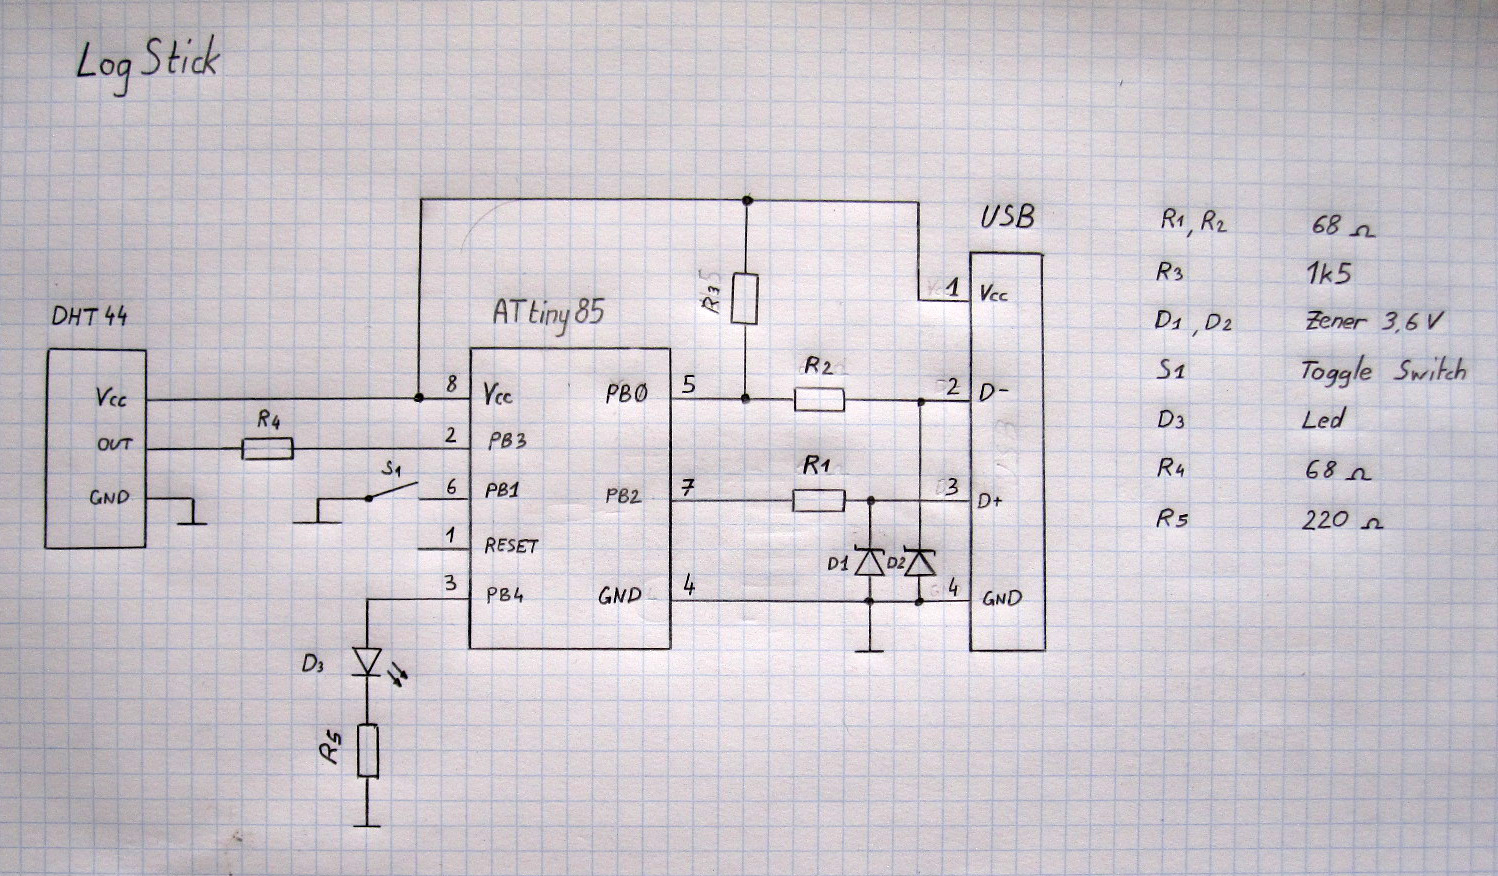 Log Stick
USB
R1, R2 68 Ω
R3 1k5
D1, D2 Zener 3,6 V
S1 Toggle Switch
D3 Led
R4 68 Ω
R5 220 Ω
DHT 44
Vcc
OUT
GND
R4
S1
ATtiny85
8 Vcc
2 PB3
6 PB1
1 RESET
3 PB4
PB0 5
PB2 7
GND 4
R3
R2
R1
D1 D2
1 Vcc
2 D-
3 D+
4 GND
D3
R5